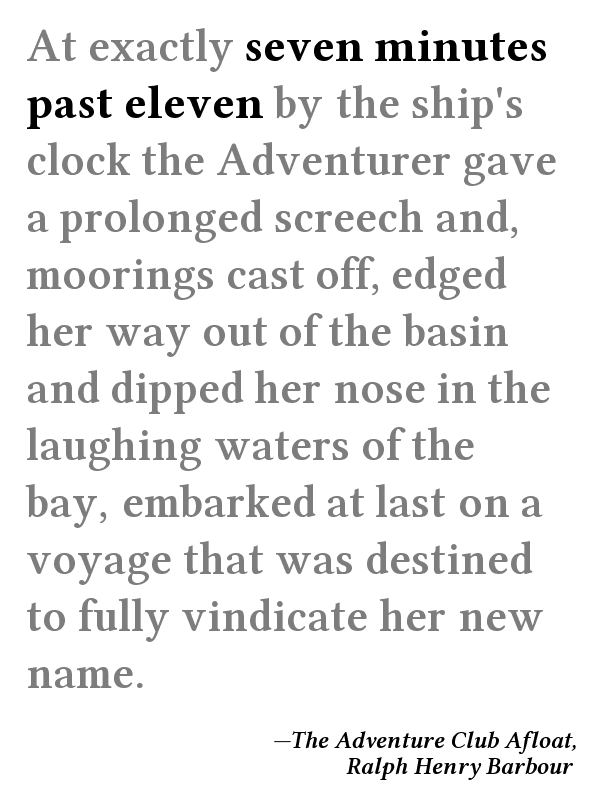 At exactly seven minutes
past eleven by the ship's
clock the Adventurer gave
a prolonged screech and,
moorings cast off, edged
her way out of the basin
and dipped her nose in the
laughing waters of the
bay, embarked at last on a
voyage that was destined
to fully vindicate her new
name.
—The Adventure Club Afloat,
Ralph Henry Barbour